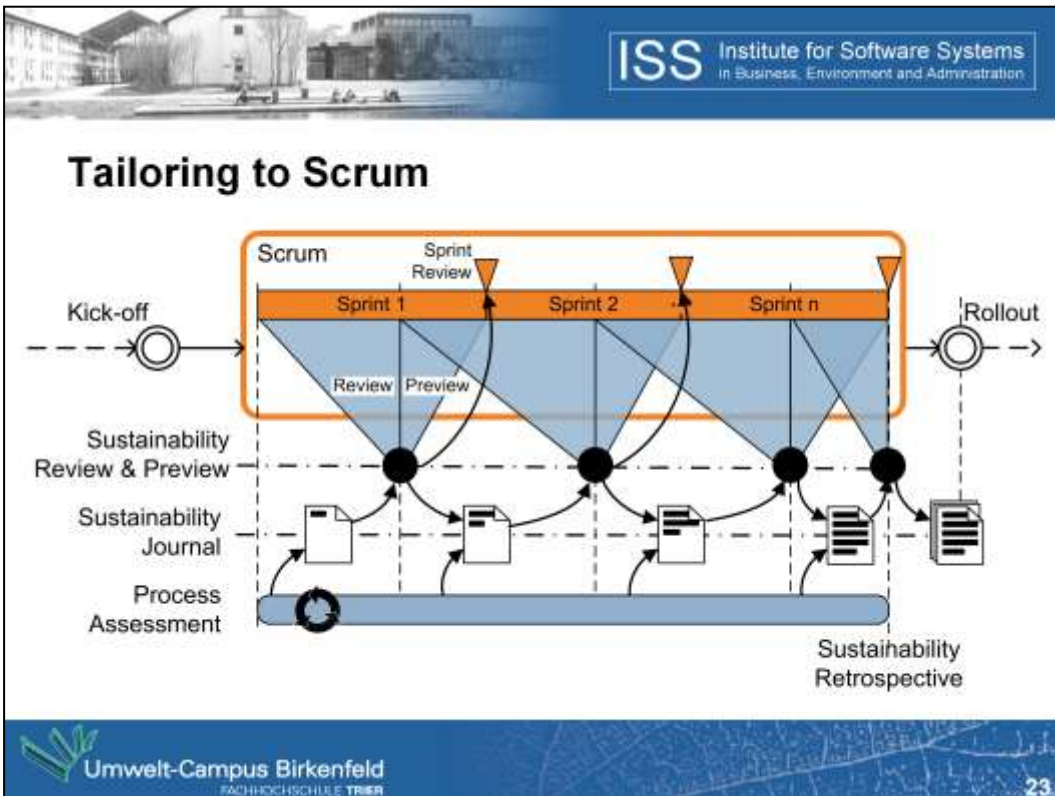 ISS
Institute for Software Systems
in Business, Environment and Administration
Tailoring to Scrum
Scrum
Sprint
Review
Sprint 1
Sprint 2
Sprint n
Kick-off
Rollout
Review
Preview
Sustainability
Review & Preview
Sustainability
Journal
Process
Assessment
Sustainability
Retrospective
Umwelt-Campus Birkenfeld
FACHHOCHSCHULE TRIER
23